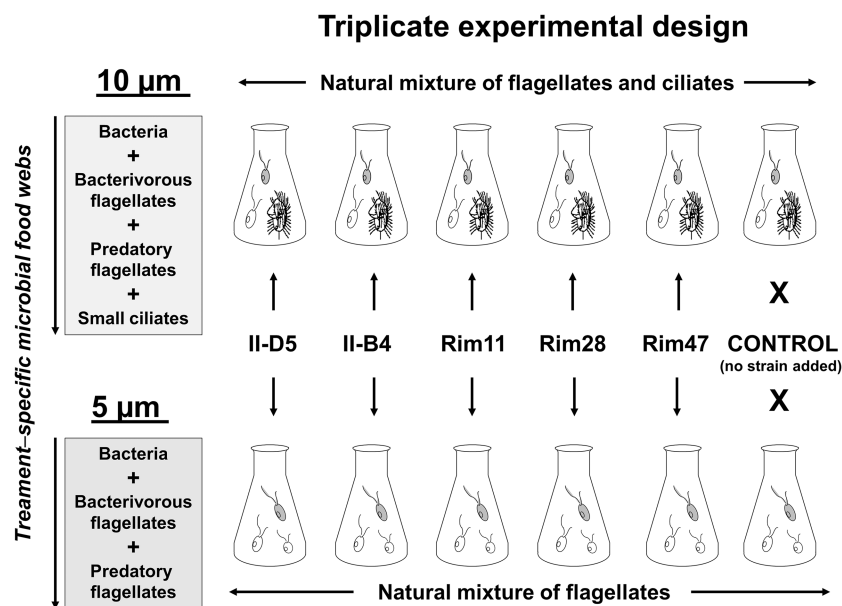 Triplicate experimental design
10 µm
Natural mixture of flagellates and ciliates
Treament–specific microbial food webs
Bacteria
+
Bacterivorous
flagellates
+
Predatory
flagellates
+
Small ciliates
X
II-D5 II-B4 Rim11 Rim28 Rim47 CONTROL
(no strain added)
X
5 µm
Bacteria
+
Bacterivorous
flagellates
+
Predatory
flagellates
Natural mixture of flagellates